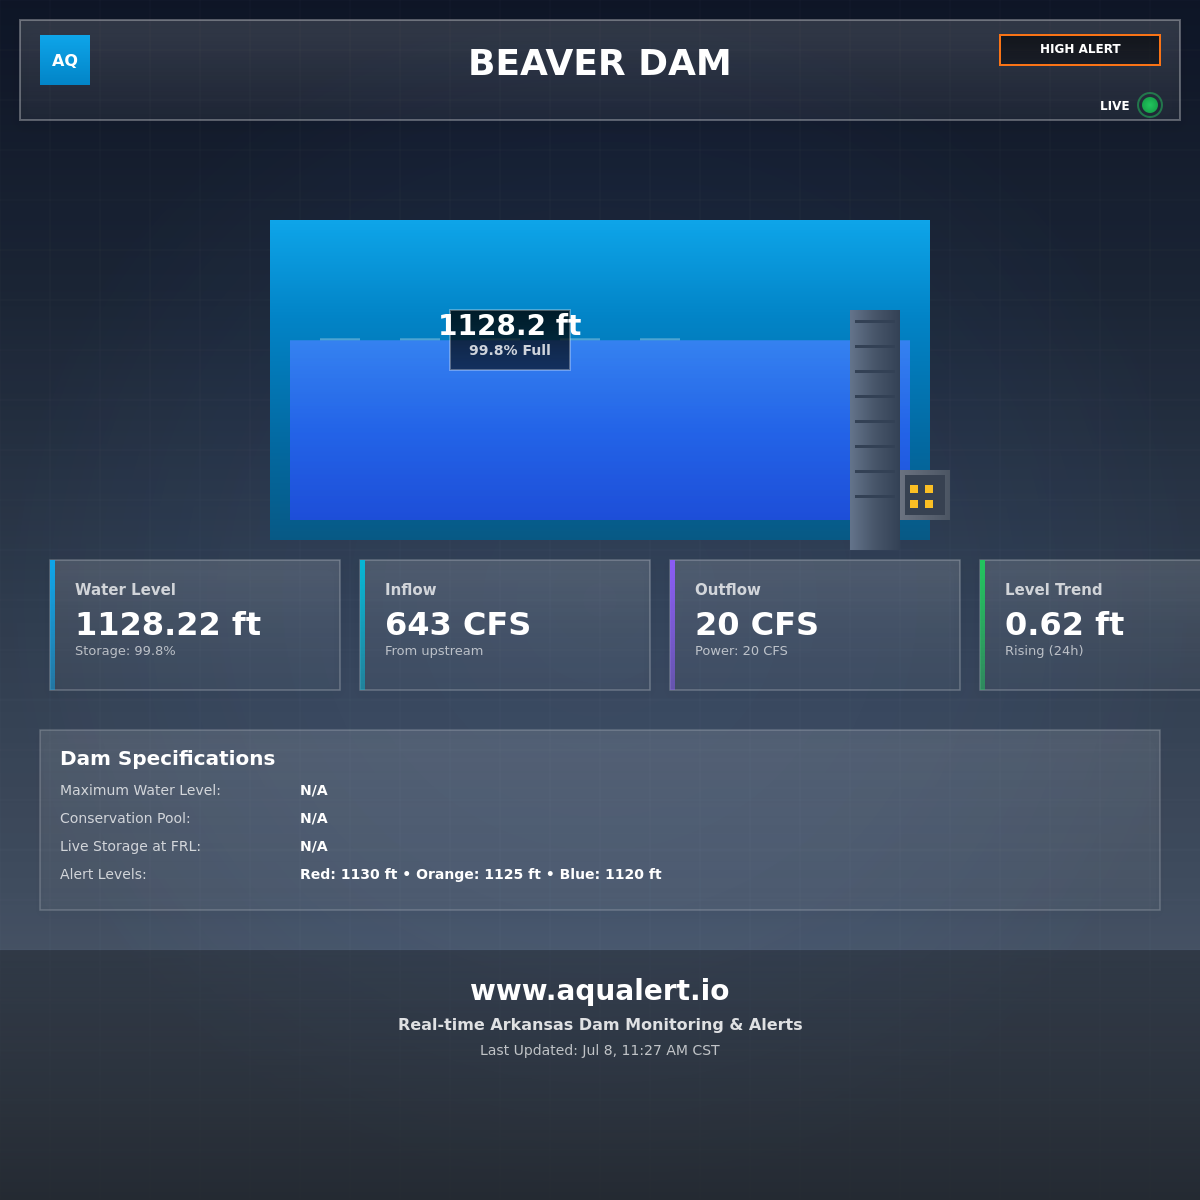 AQ
BEAVER DAM
HIGH ALERT
LIVE
1128.2 ft
99.8% Full
Water Level
1128.22 ft
Storage: 99.8%
Inflow
643 CFS
From upstream
Outflow
20 CFS
Power: 20 CFS
Level Trend
0.62 ft
Rising (24h)
Dam Specifications
Maximum Water Level: N/A
Conservation Pool: N/A
Live Storage at FRL: N/A
Alert Levels: Red: 1130 ft • Orange: 1125 ft • Blue: 1120 ft
www.aqualert.io
Real-time Arkansas Dam Monitoring & Alerts
Last Updated: Jul 8, 11:27 AM CST